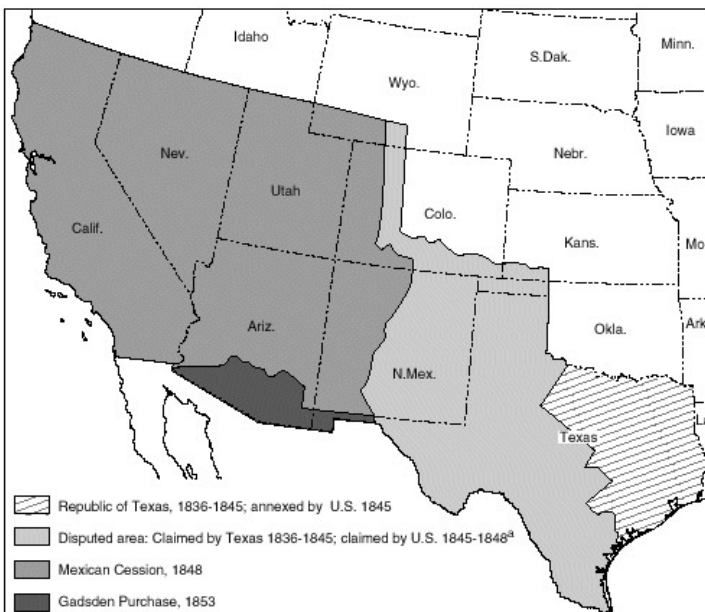 Idaho
Minn.
S.Dak.
Wyo.
Iowa
Nev.
Nebr.
Utah
Colo.
Calif.
Kans.
Mo
Ariz.
Okla.
Ark
N.Mex.
La
Texas
Republic of Texas, 1836-1845; annexed by U.S. 1845
Disputed area: Claimed by Texas 1836-1845; claimed by U.S. 1845-1848ª
Mexican Cession, 1848
Gadsden Purchase, 1853